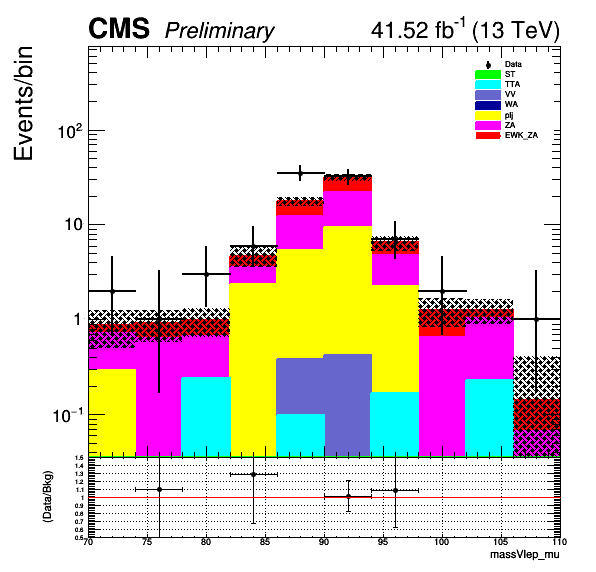 CMS Preliminary 41.52 fb-1 (13 TeV)
Events/bin
Data
ST
TTA
VV
WA
plj
ZA
EWK_ZA
10²
10
1
10⁻¹
(Data/Bkg)
1.5
1.4
1.3
1.2
1.1
1
0.9
0.8
0.7
0.6
0.5
70 75 80 85 90 95 100 105 110
massVlep_mu